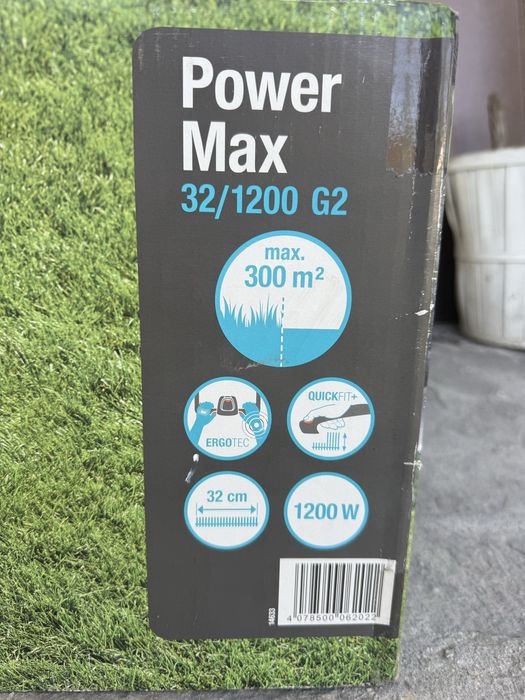 Power
Max
32/1200 G2
max.
300 m²
ERGOTEC
QUICKFIT+
32 cm
1200 W
14633
4 078500 062022